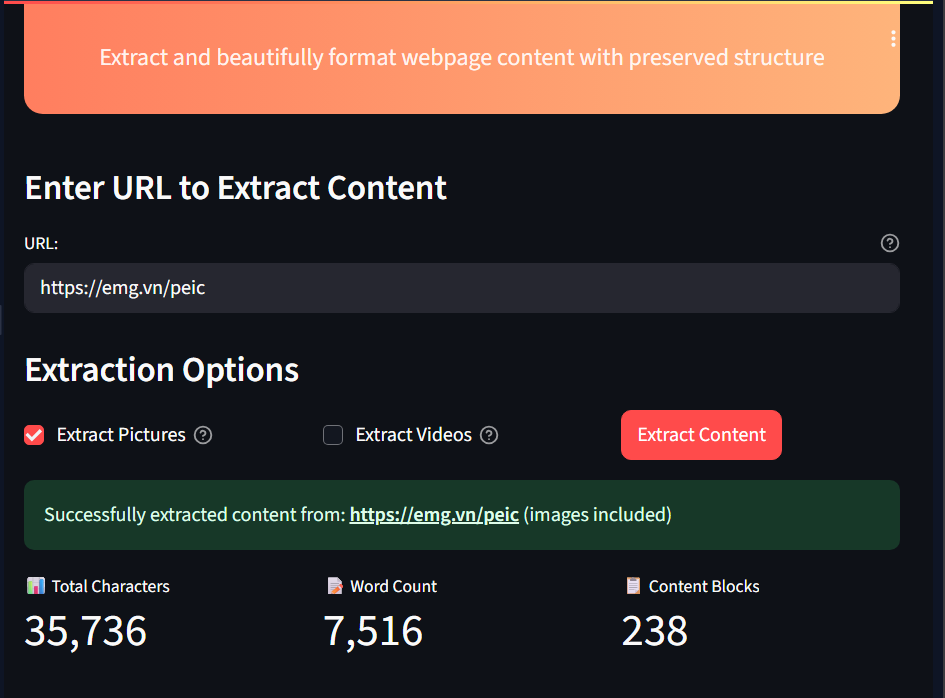 Extract and beautifully format webpage content with preserved structure
Enter URL to Extract Content
URL:
https://emg.vn/peic
Extraction Options
Extract Pictures
Extract Videos
Extract Content
Successfully extracted content from: https://emg.vn/peic (images included)
Total Characters
Word Count
Content Blocks
35,736
7,516
238